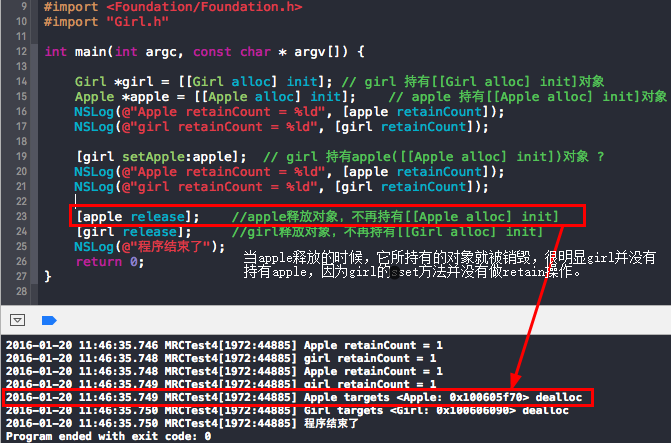 9 #import <Foundation/Foundation.h>
10 #import "Girl.h"
11
12 int main(int argc, const char * argv[]) {
13
14 Girl *girl = [[Girl alloc] init]; // girl 持有[[Girl alloc] init]对象
15 Apple *apple = [[Apple alloc] init]; // apple 持有[[Apple alloc] init]对象
16 NSLog(@"Apple retainCount = %ld", [apple retainCount]);
17 NSLog(@"girl retainCount = %ld", [girl retainCount]);
18
19 [girl setApple:apple]; // girl 持有apple([[Apple alloc] init])对象 ?
20 NSLog(@"Apple retainCount = %ld", [apple retainCount]);
21 NSLog(@"girl retainCount = %ld", [girl retainCount]);
22
23 [apple release]; //apple释放对象，不再持有[[Apple alloc] init]
24 [girl release]; //girl释放对象，不再持有[[Girl alloc] init]
25 NSLog(@"程序结束了");
26 return 0;
27 }
28
当apple释放的时候，它所持有的对象就被销毁，很明显girl并没有
持有apple，因为girl的set方法并没有做retain操作。
2016-01-20 11:46:35.746 MRCTest4[1972:44885] Apple retainCount = 1
2016-01-20 11:46:35.748 MRCTest4[1972:44885] girl retainCount = 1
2016-01-20 11:46:35.748 MRCTest4[1972:44885] Apple retainCount = 1
2016-01-20 11:46:35.749 MRCTest4[1972:44885] girl retainCount = 1
2016-01-20 11:46:35.749 MRCTest4[1972:44885] Apple targets <Apple: 0x100605f70> dealloc
2016-01-20 11:46:35.750 MRCTest4[1972:44885] Girl targets <Girl: 0x100606090> dealloc
2016-01-20 11:46:35.750 MRCTest4[1972:44885] 程序结束了
Program ended with exit code: 0